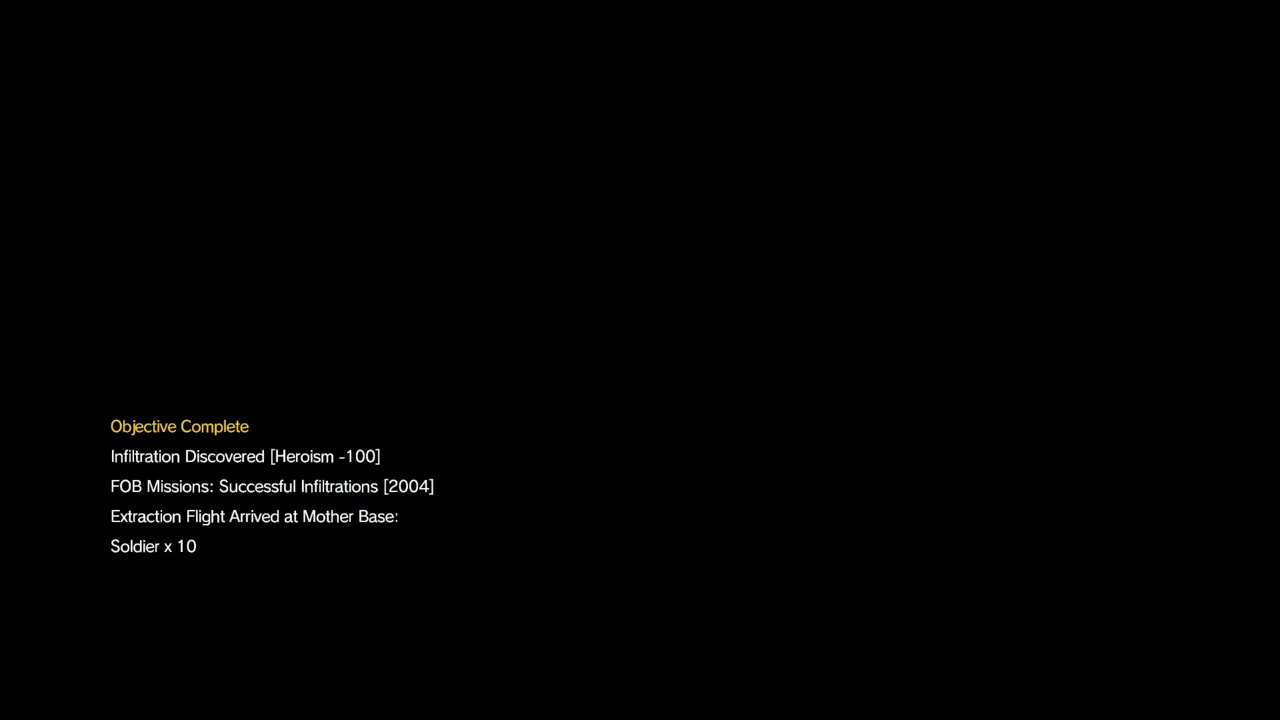 Objective Complete
Infiltration Discovered [Heroism -100]
FOB Missions: Successful Infiltrations [2004]
Extraction Flight Arrived at Mother Base:
Soldier x 10